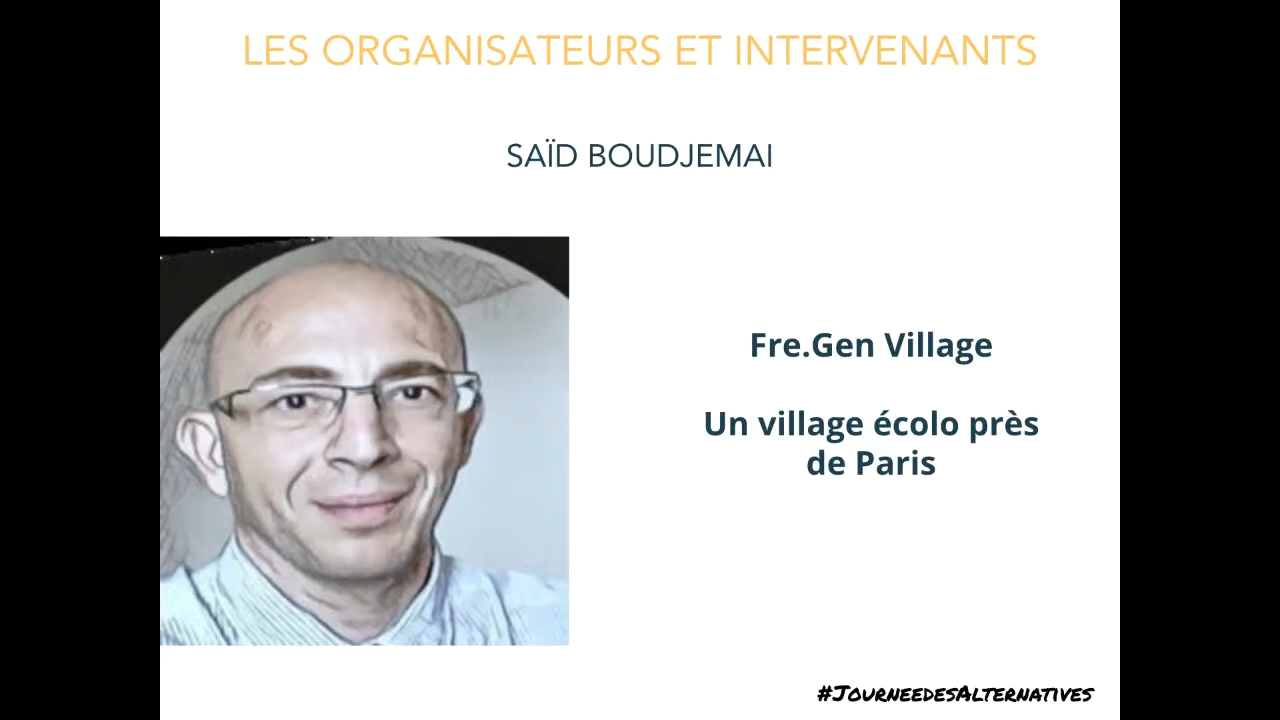 LES ORGANISATEURS ET INTERVENANTS
SAÏD BOUDJEMAI
Fre.Gen Village
Un village écolo près
de Paris
#JourneedesAlternatives